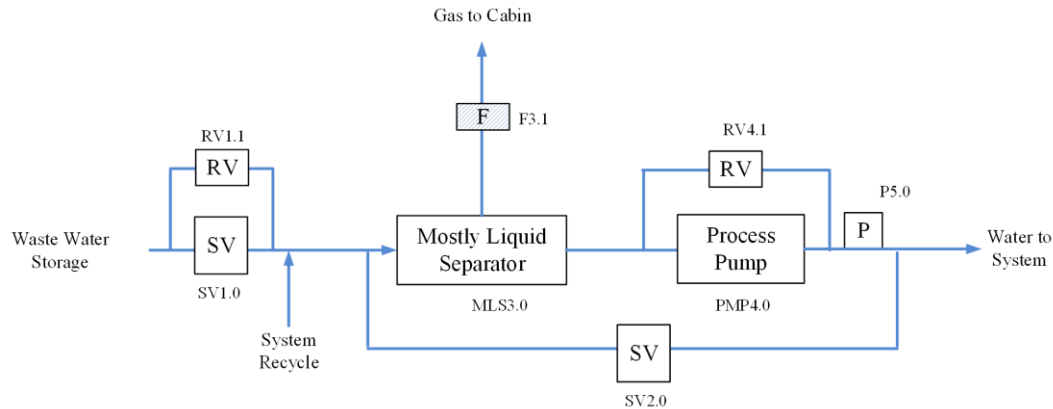 Gas to Cabin
F
F3.1
RV1.1
RV
RV4.1
RV
P5.0
P
Waste Water
Storage
SV
SV1.0
Mostly Liquid
Separator
MLS3.0
Process
Pump
PMP4.0
Water to
System
System
Recycle
SV
SV2.0